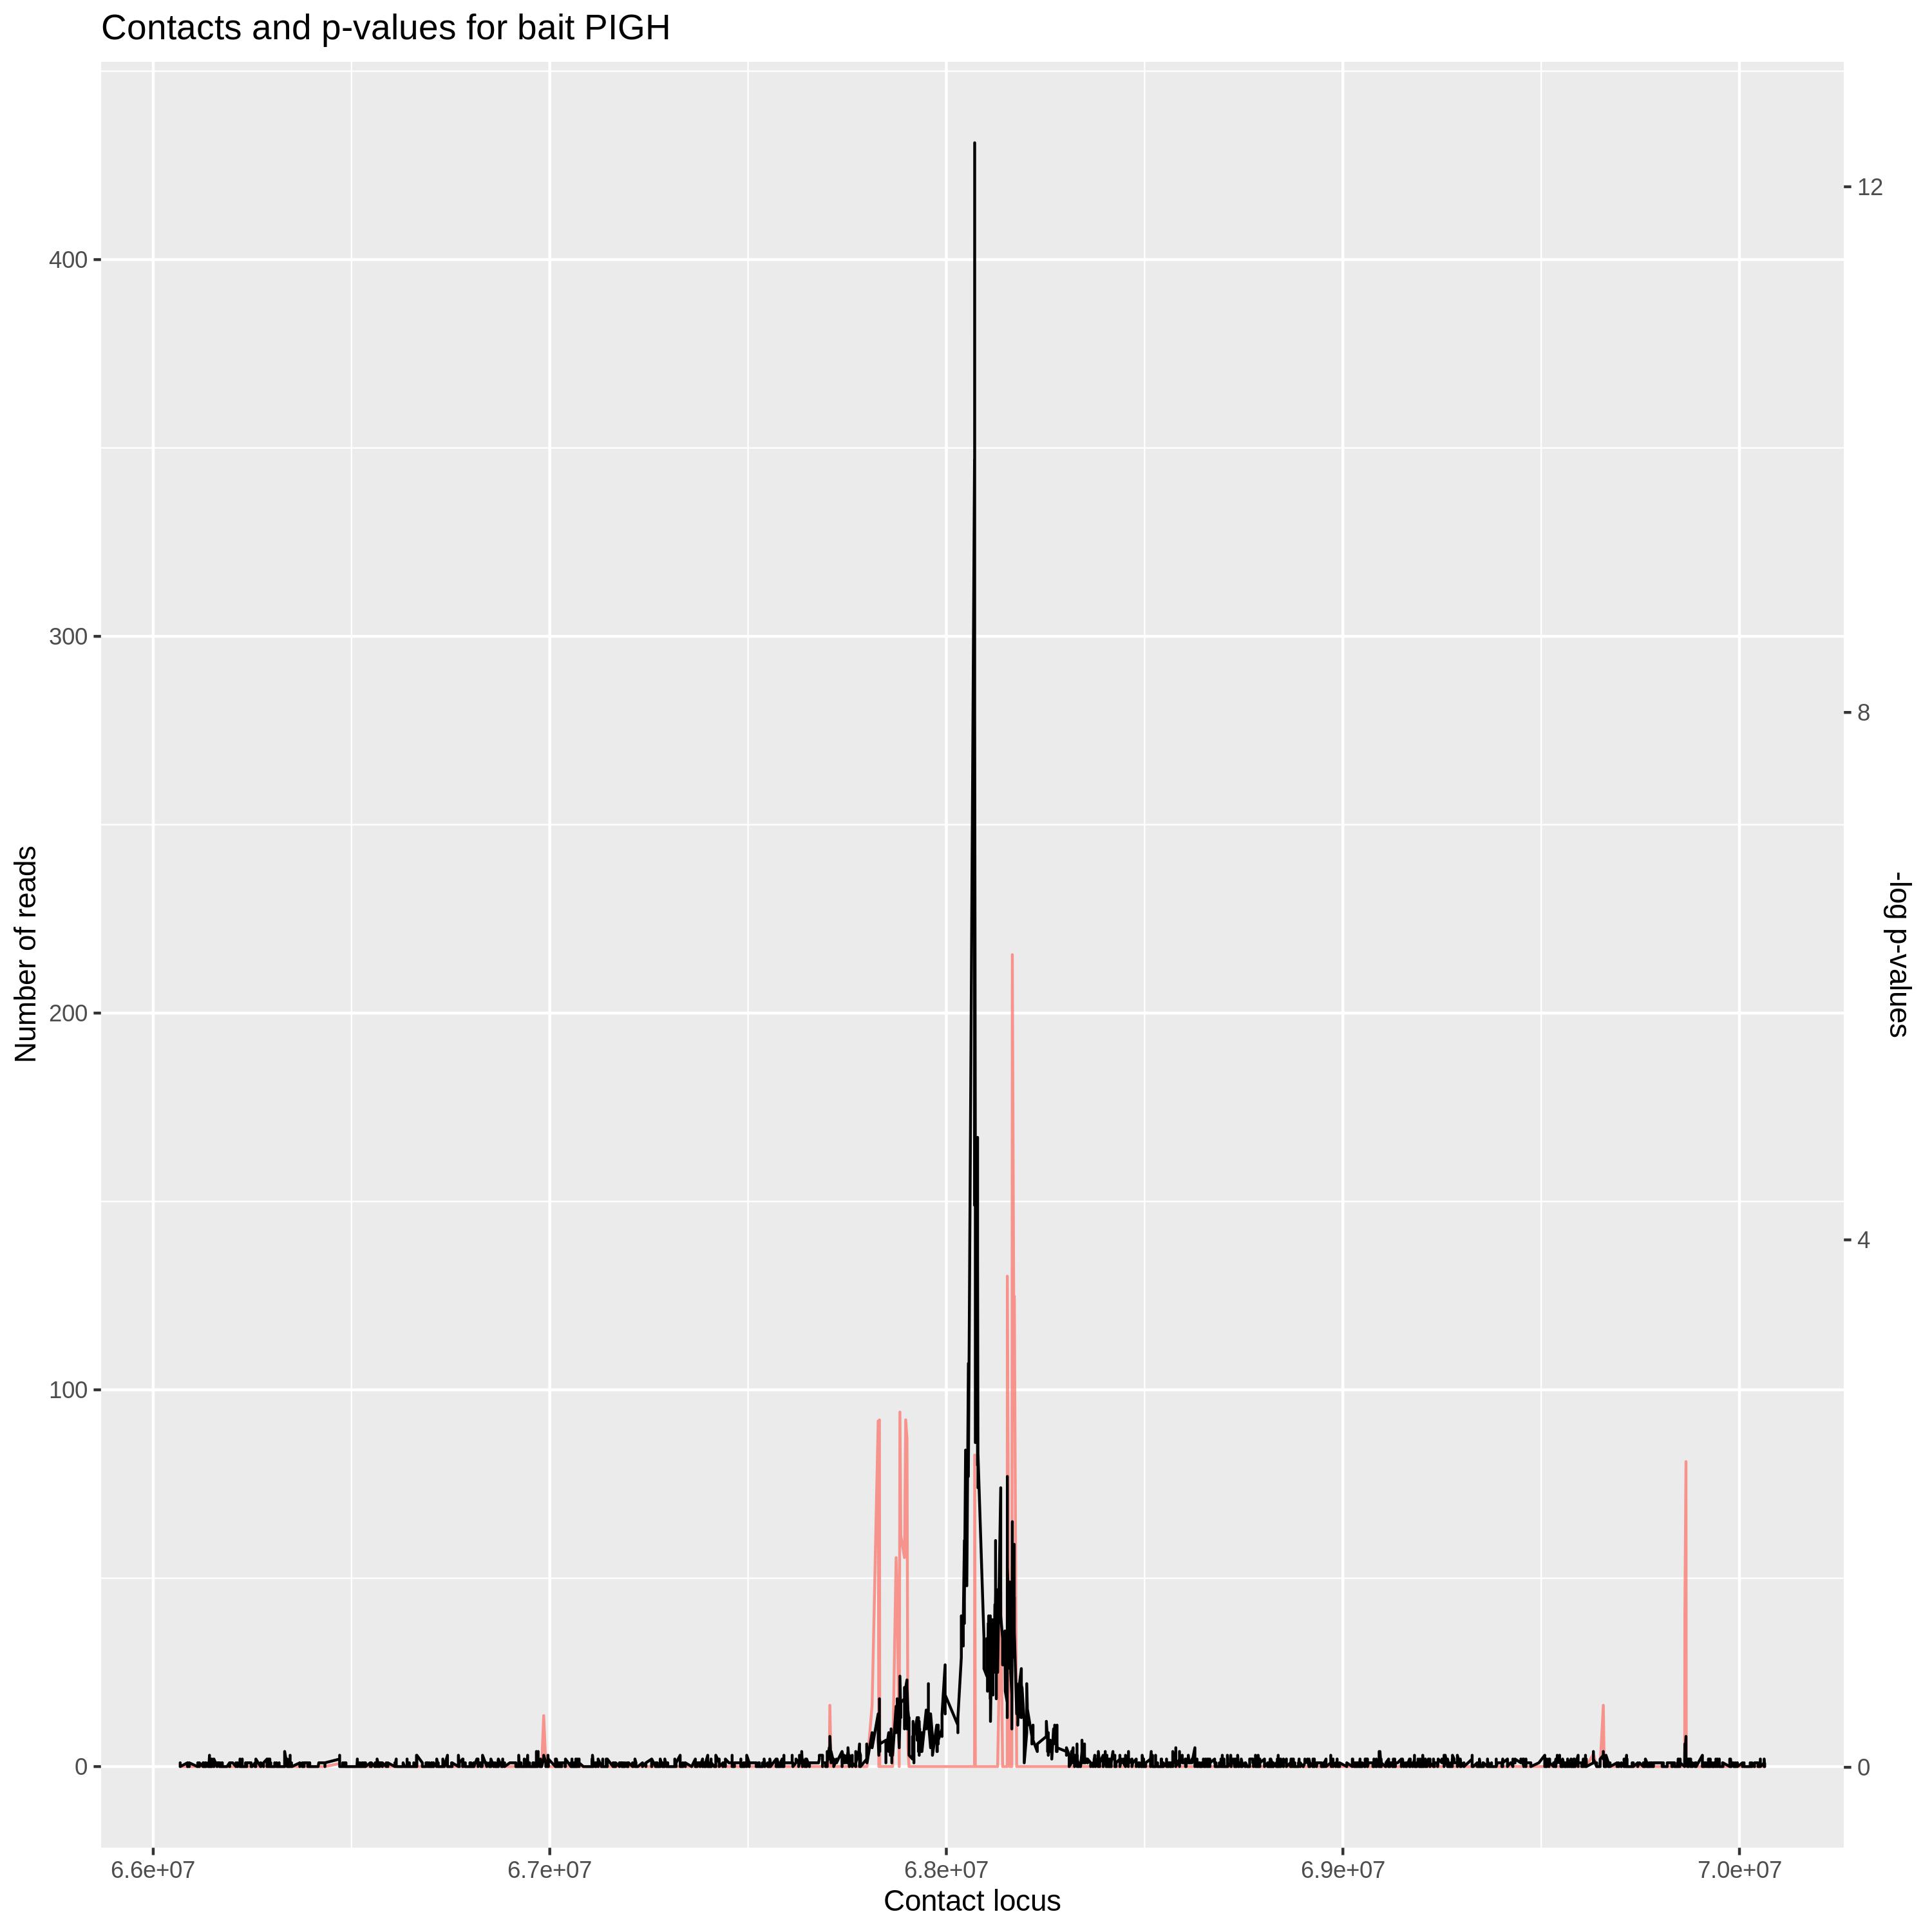 Contacts and p-values for bait PIGH
400
300
200
100
0
Number of reads
12
8
4
0
-log p-values
6.6e+07
6.7e+07
6.8e+07
6.9e+07
7.0e+07
Contact locus